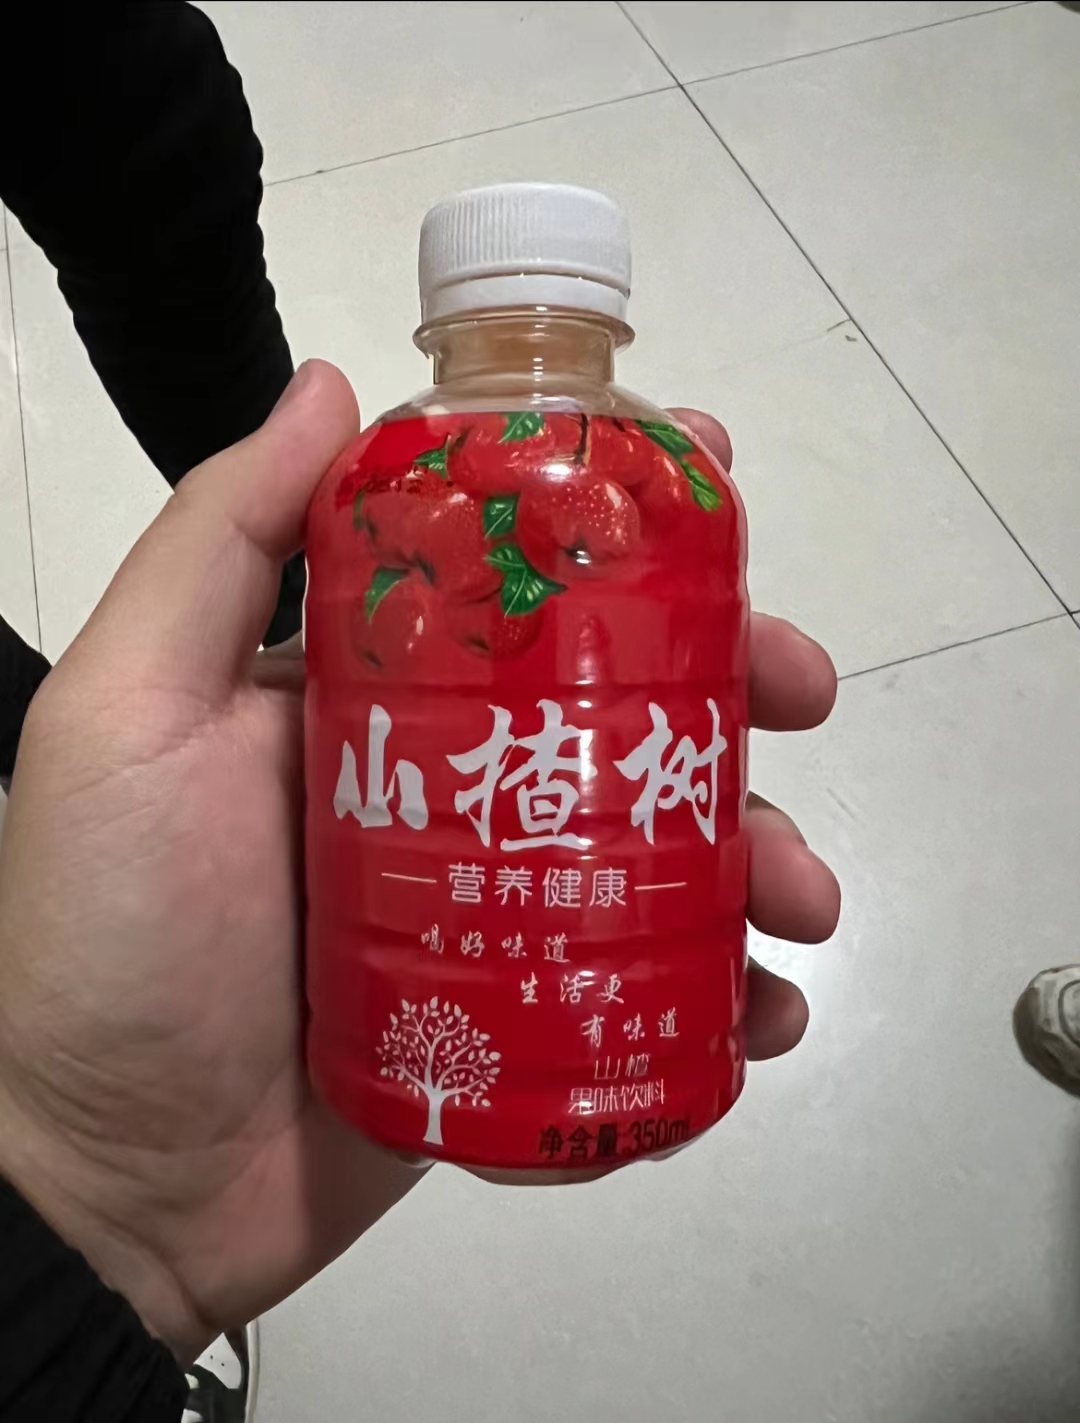 山楂树
营养健康
喝好味道
生活更
有味道
山楂
果味饮料
净含量:350mL